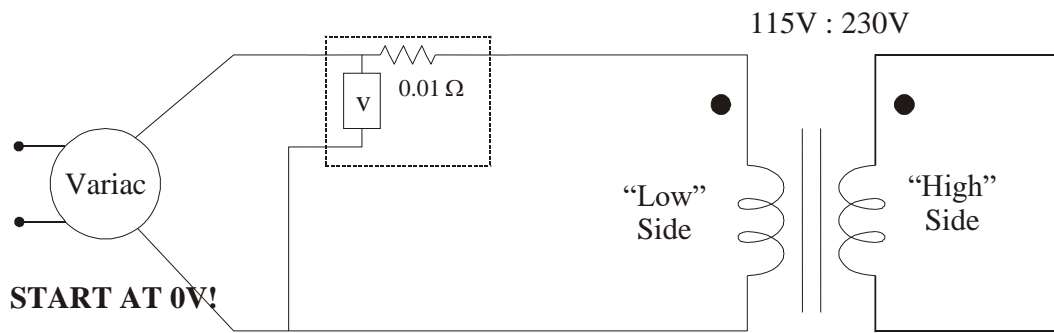 115V : 230V
0.01 Ω
v
Variac
“Low”
Side
“High”
Side
START AT 0V!